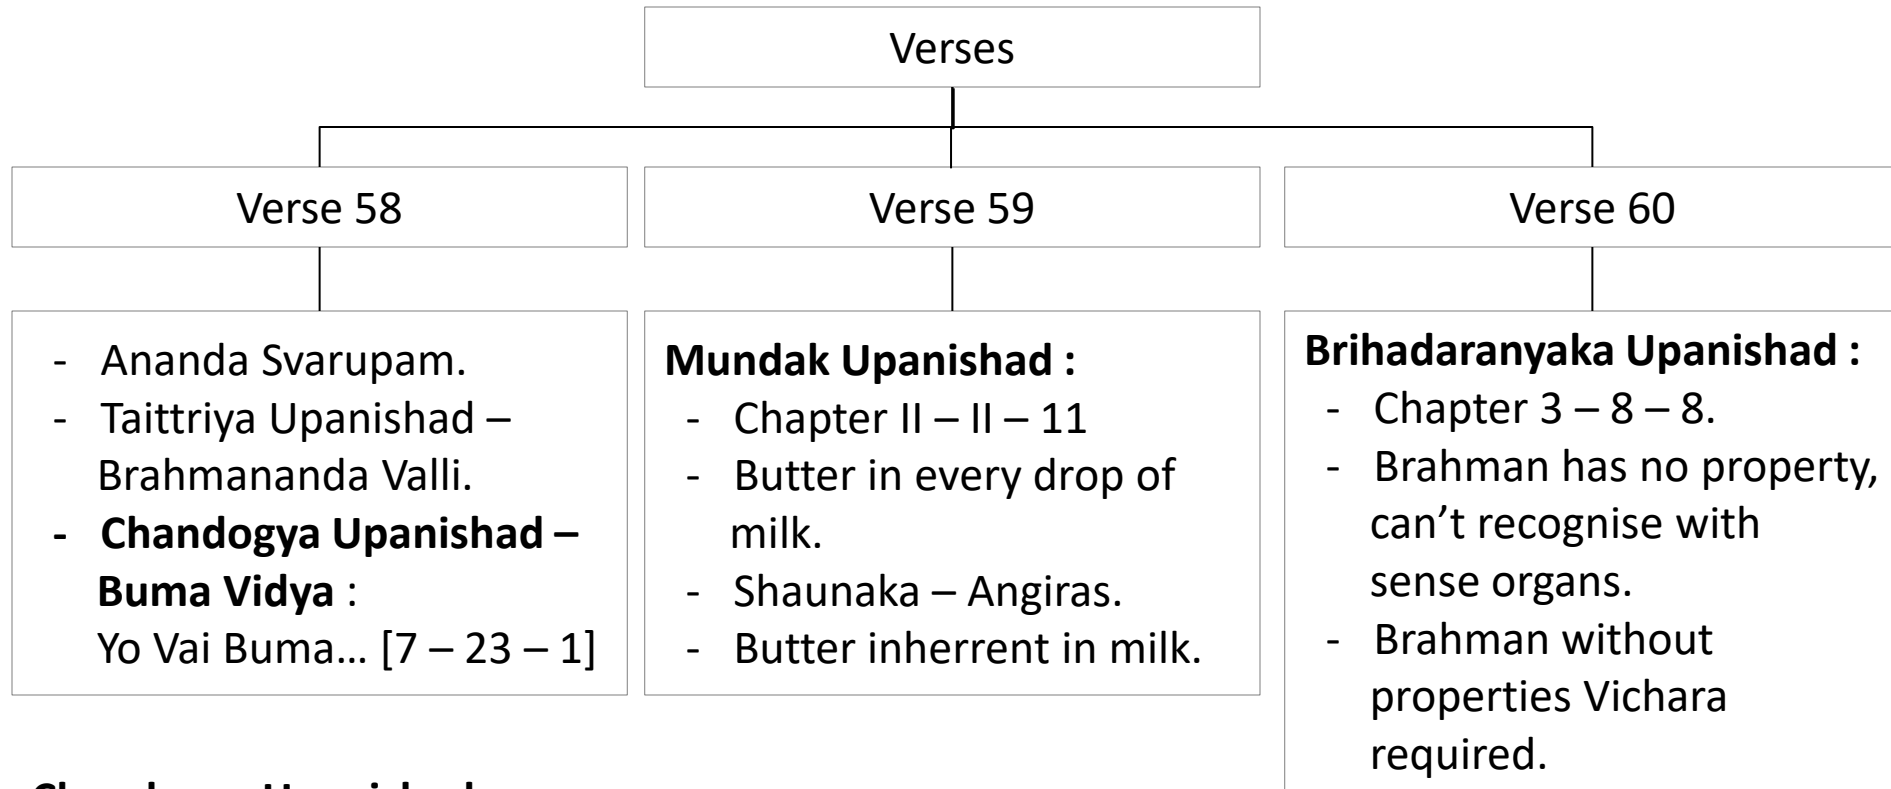 Verses
Verse 58
Verse 59
Verse 60
- Ananda Svarupam.
- Taittriya Upanishad –
Brahmananda Valli.
- Chandogya Upanishad –
Buma Vidya :
Yo Vai Buma... [7 – 23 – 1]
Mundak Upanishad :
- Chapter II – II – 11
- Butter in every drop of
milk.
- Shaunaka – Angiras.
- Butter inherrent in milk.
Brihadaranyaka Upanishad :
- Chapter 3 – 8 – 8.
- Brahman has no property,
can’t recognise with
sense organs.
- Brahman without
properties Vichara
required.